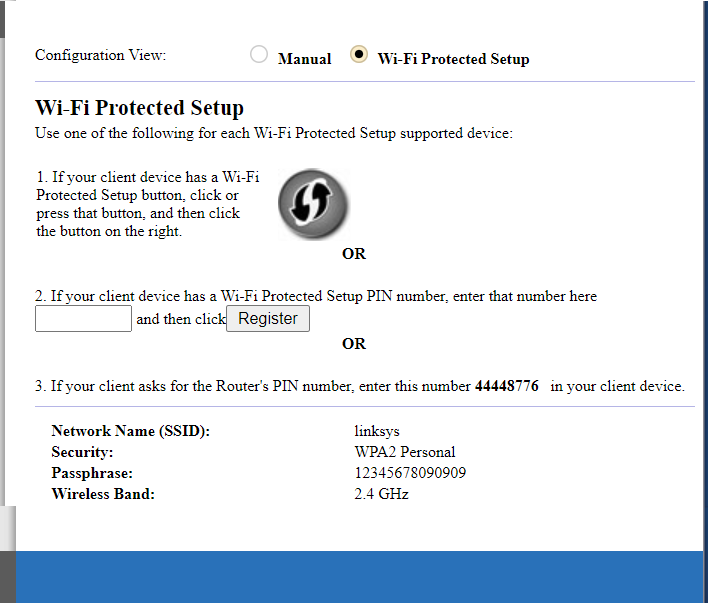 Configuration View: Manual Wi-Fi Protected Setup
Wi-Fi Protected Setup
Use one of the following for each Wi-Fi Protected Setup supported device:
1. If your client device has a Wi-Fi
Protected Setup button, click or
press that button, and then click
the button on the right.
OR
2. If your client device has a Wi-Fi Protected Setup PIN number, enter that number here
and then click Register
OR
3. If your client asks for the Router's PIN number, enter this number 44448776 in your client device.
Network Name (SSID): linksys
Security: WPA2 Personal
Passphrase: 12345678090909
Wireless Band: 2.4 GHz